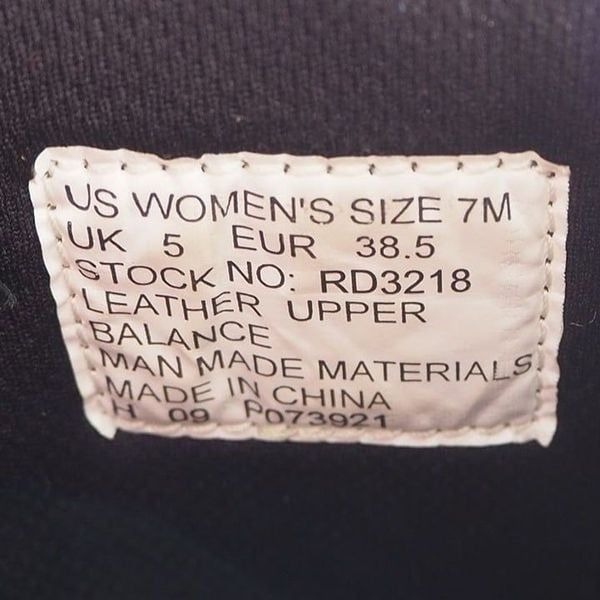 US WOMEN'S SIZE 7M
UK 5 EUR 38.5
STOCK NO: RD3218
LEATHER UPPER
BALANCE
MAN MADE MATERIALS
MADE IN CHINA
H 09 P073921